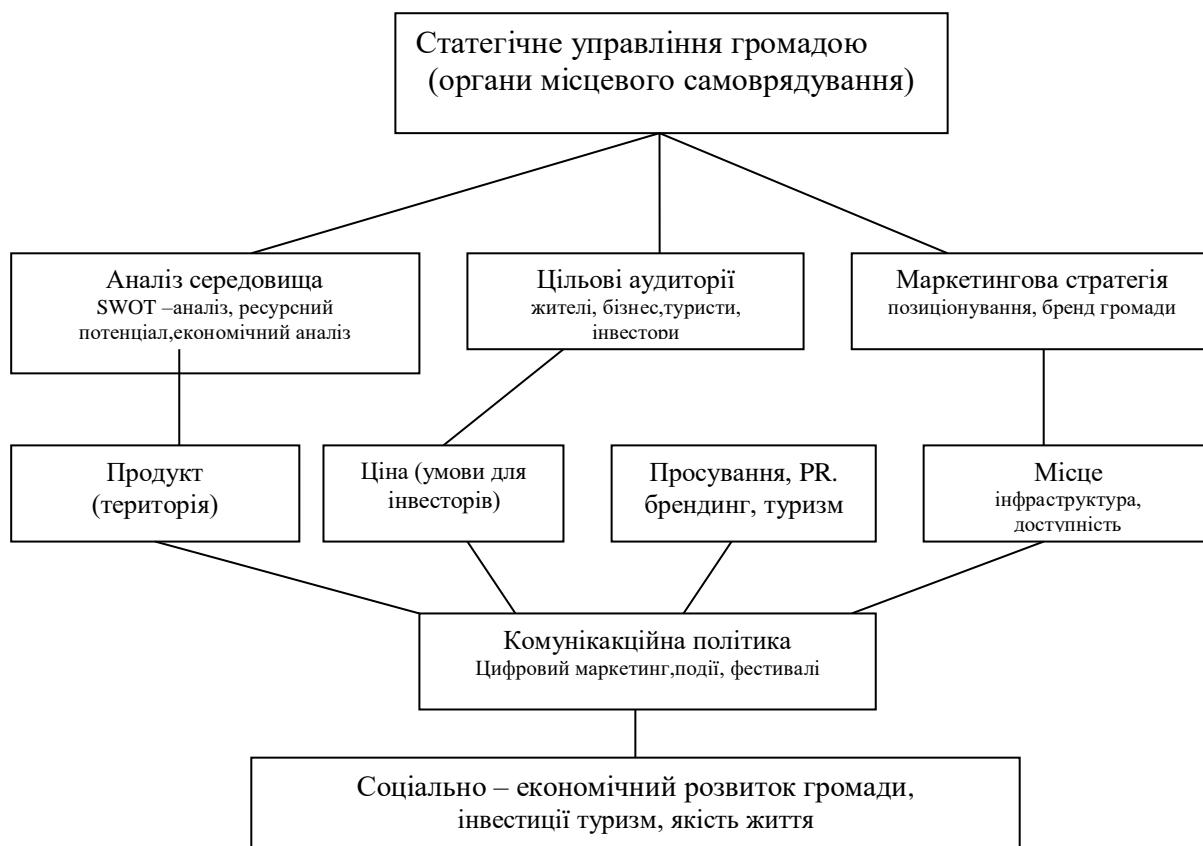 Статегічне управління громадою
(органи місцевого самоврядування)
Аналіз середовища
SWOT –аналіз, ресурсний
потенціал,економічний аналіз
Цільові аудиторії
жителі, бізнес,туристи,
інвестори
Маркетингова стратегія
позиціонування, бренд громади
Продукт
(територія)
Ціна (умови для
інвесторів)
Просування, PR.
брендинг, туризм
Місце
інфраструктура,
доступність
Комунікакційна політика
Цифровий маркетинг,події, фестивалі
Соціально – економічний розвиток громади,
інвестиції туризм, якість життя